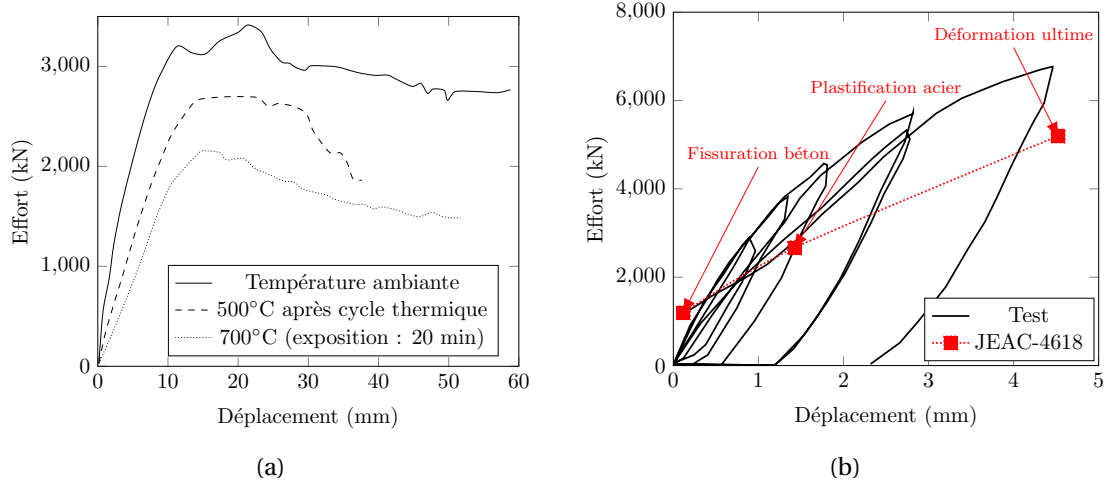 3,000
2,000
1,000
0
0 10 20 30 40 50 60
Effort (kN)
Déplacement (mm)
Température ambiante
500°C après cycle thermique
700°C (exposition : 20 min)
(a)
8,000
6,000
4,000
2,000
0
0 1 2 3 4 5
Effort (kN)
Déplacement (mm)
Déformation ultime
Plastification acier
Fissuration béton
Test
JEAC-4618
(b)